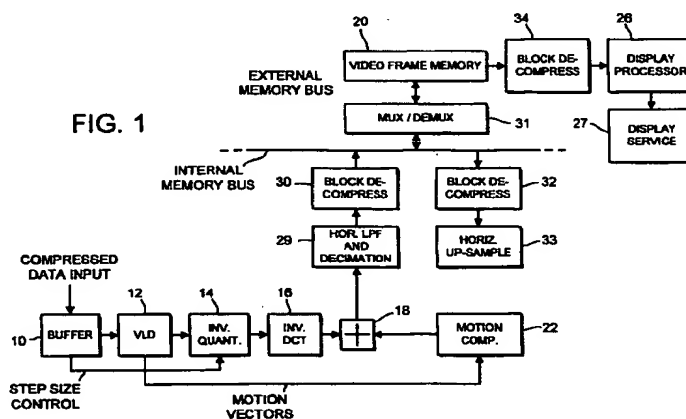 34
26
20
VIDEO FRAME MEMORY
BLOCK DE-
COMPRESS
DISPLAY
PROCESSOR
EXTERNAL
MEMORY BUS
FIG. 1
MUX / DEMUX
31
27
DISPLAY
SERVICE
INTERNAL
MEMORY BUS
30
BLOCK DE-
COMPRESS
BLOCK DE-
COMPRESS
32
29
HOR. LPF
AND
DECIMATION
HORIZ.
UP-SAMPLE
33
COMPRESSED
DATA INPUT
12
14
16
18
10
BUFFER
VLD
INV.
QUANT.
INV.
DCT
MOTION
COMP.
22
STEP SIZE
CONTROL
MOTION
VECTORS